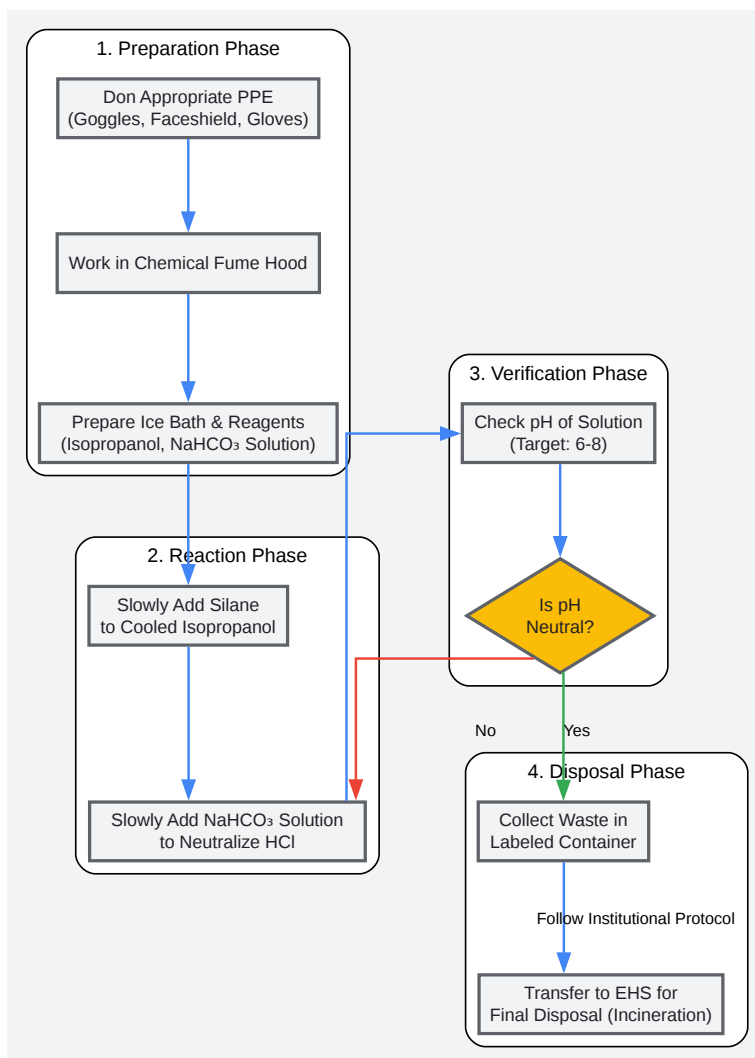 1. Preparation Phase
Don Appropriate PPE
(Goggles, Faceshield, Gloves)
Work in Chemical Fume Hood
Prepare Ice Bath & Reagents
(Isopropanol, NaHCO₃ Solution)
2. Reaction Phase
Slowly Add Silane
to Cooled Isopropanol
Slowly Add NaHCO₃ Solution
to Neutralize HCl
3. Verification Phase
Check pH of Solution
(Target: 6-8)
Is pH
Neutral?
No
Yes
4. Disposal Phase
Collect Waste in
Labeled Container
Follow Institutional Protocol
Transfer to EHS for
Final Disposal (Incineration)